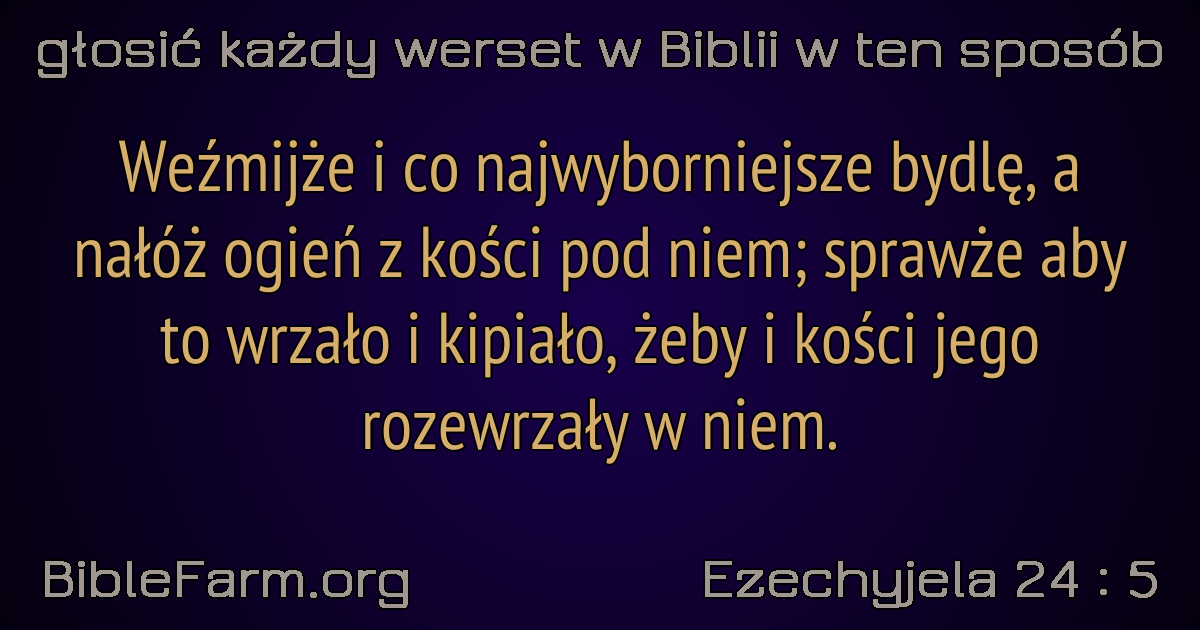 głosić każdy werset w Biblii w ten sposób
Weźmijże i co najwyborniejsze bydlę, a
nałóż ogień z kości pod niem; sprawże aby
to wrzało i kipiało, żeby i kości jego
rozewrzały w niem.
BibleFarm.org
Ezechyjela 24 : 5